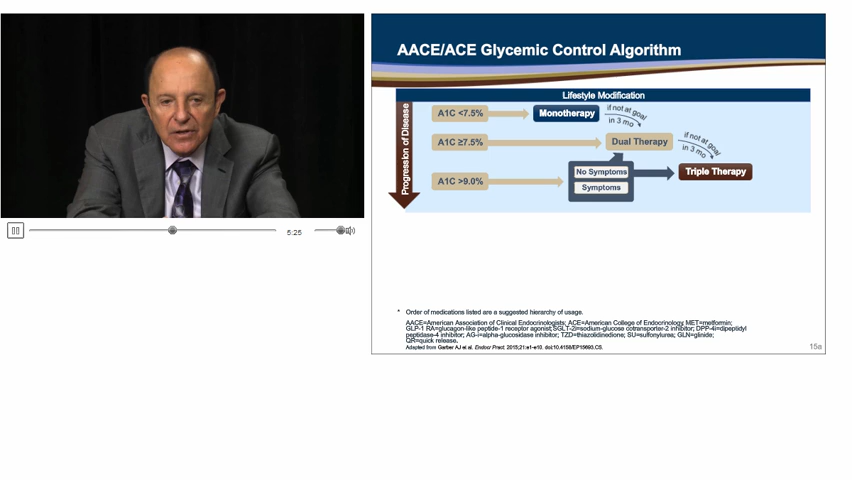 AACE/ACE Glycemic Control Algorithm
Lifestyle Modification
Progression of Disease
A1C <7.5%
Monotherapy
if not at goal
in 3 mo
A1C ≥7.5%
Dual Therapy
if not at goal
in 3 mo
A1C >9.0%
No Symptoms
Symptoms
Triple Therapy
5:25
* Order of medications listed are a suggested hierarchy of usage.
AACE=American Association of Clinical Endocrinologists; ACE=American College of Endocrinology; MET=metformin;
GLP-1 RA=glucagon-like peptide-1 receptor agonist; SGLT-2i=sodium-glucose cotransporter-2 inhibitor; DPP-4i=dipeptidyl
peptidase-4 inhibitor; AG-i=alpha-glucosidase inhibitor; TZD=thiazolidinedione; SU=sulfonylurea; GLN=glinide;
QR=quick release.
Adapted from Garber AJ et al. Endocr Pract. 2015;21:e1-e10. doi:10.4158/EP15693.CS.
15a